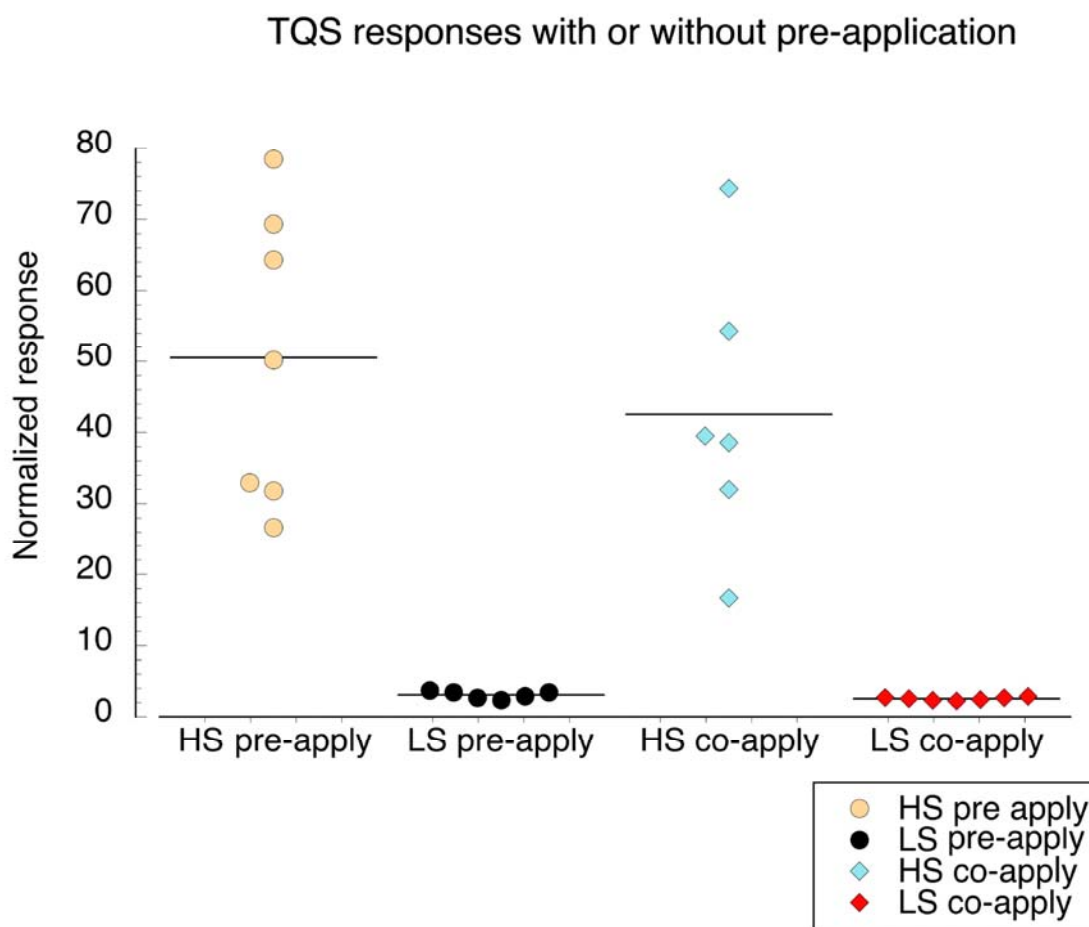 TQS responses with or without pre-application
Normalized response
80
70
60
50
40
30
20
10
0
HS pre-apply LS pre-apply HS co-apply LS co-apply
HS pre apply
LS pre-apply
HS co-apply
LS co-apply